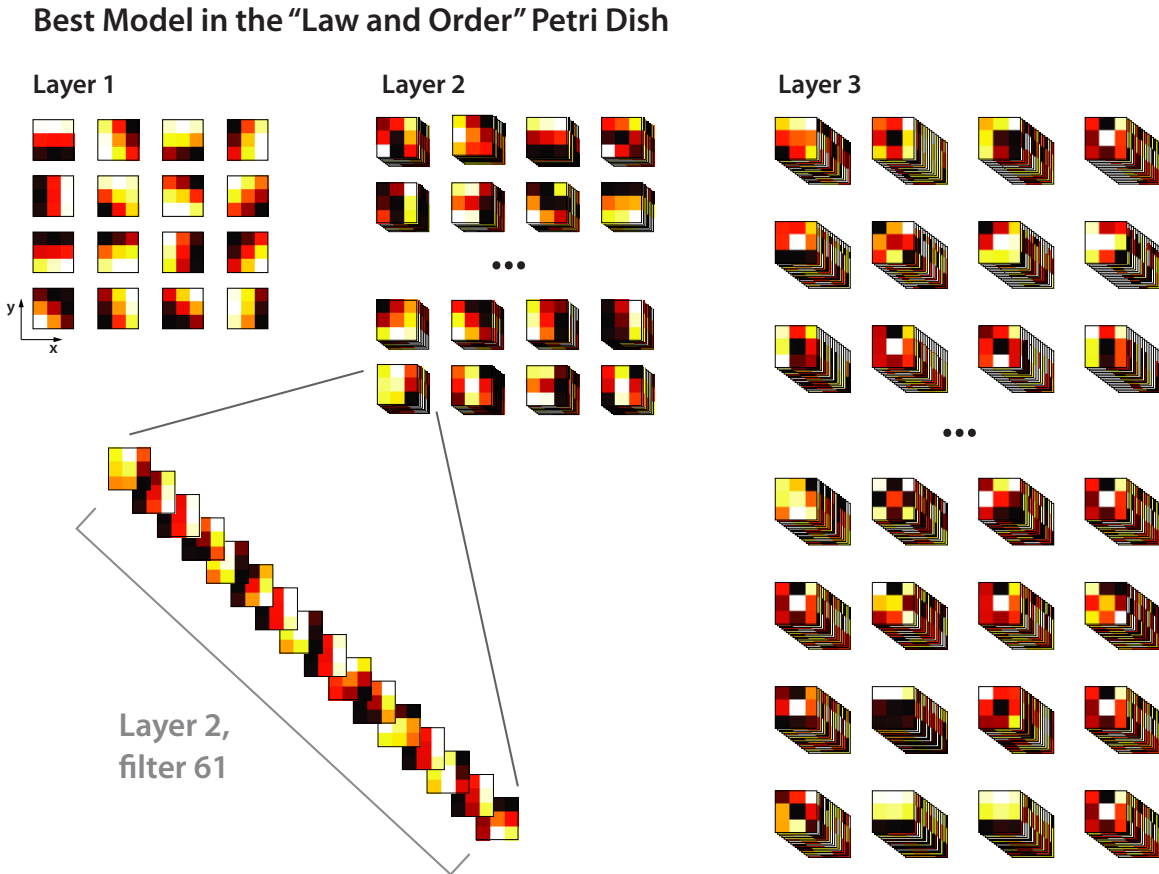 Best Model in the “Law and Order” Petri Dish
Layer 1
Layer 2
Layer 3
•••
y
x
•••
Layer 2,
filter 61